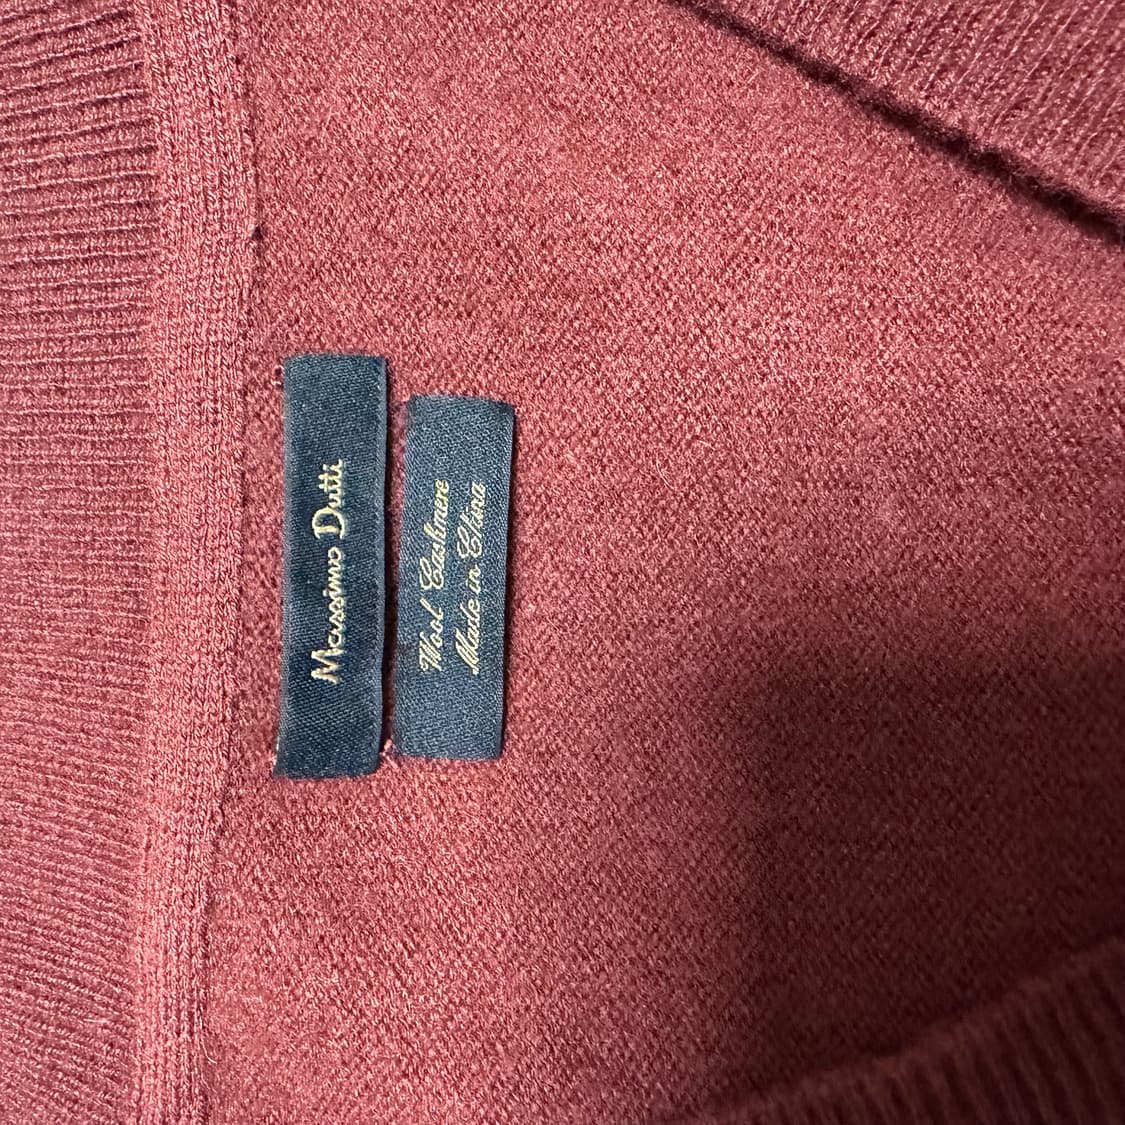 Massimo Dutti
Wool Cashmere
Made in China